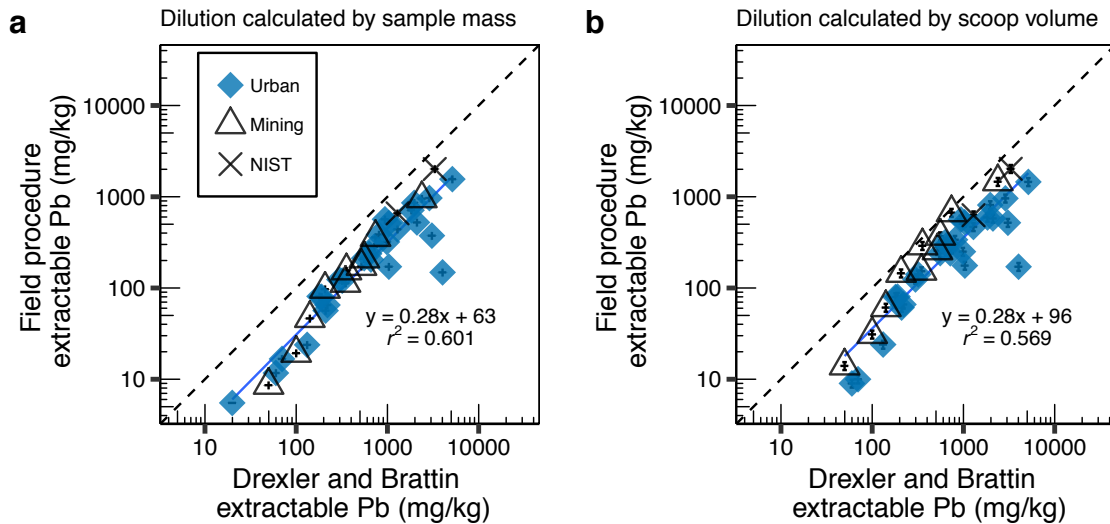 a
Dilution calculated by sample mass
Field procedure
extractable Pb (mg/kg)
10000
1000
100
10
Urban
Mining
NIST
y = 0.28x + 63
r² = 0.601
10
100
1000
10000
Drexler and Brattin
extractable Pb (mg/kg)
b
Dilution calculated by scoop volume
Field procedure
extractable Pb (mg/kg)
10000
1000
100
10
y = 0.28x + 96
r² = 0.569
10
100
1000
10000
Drexler and Brattin
extractable Pb (mg/kg)